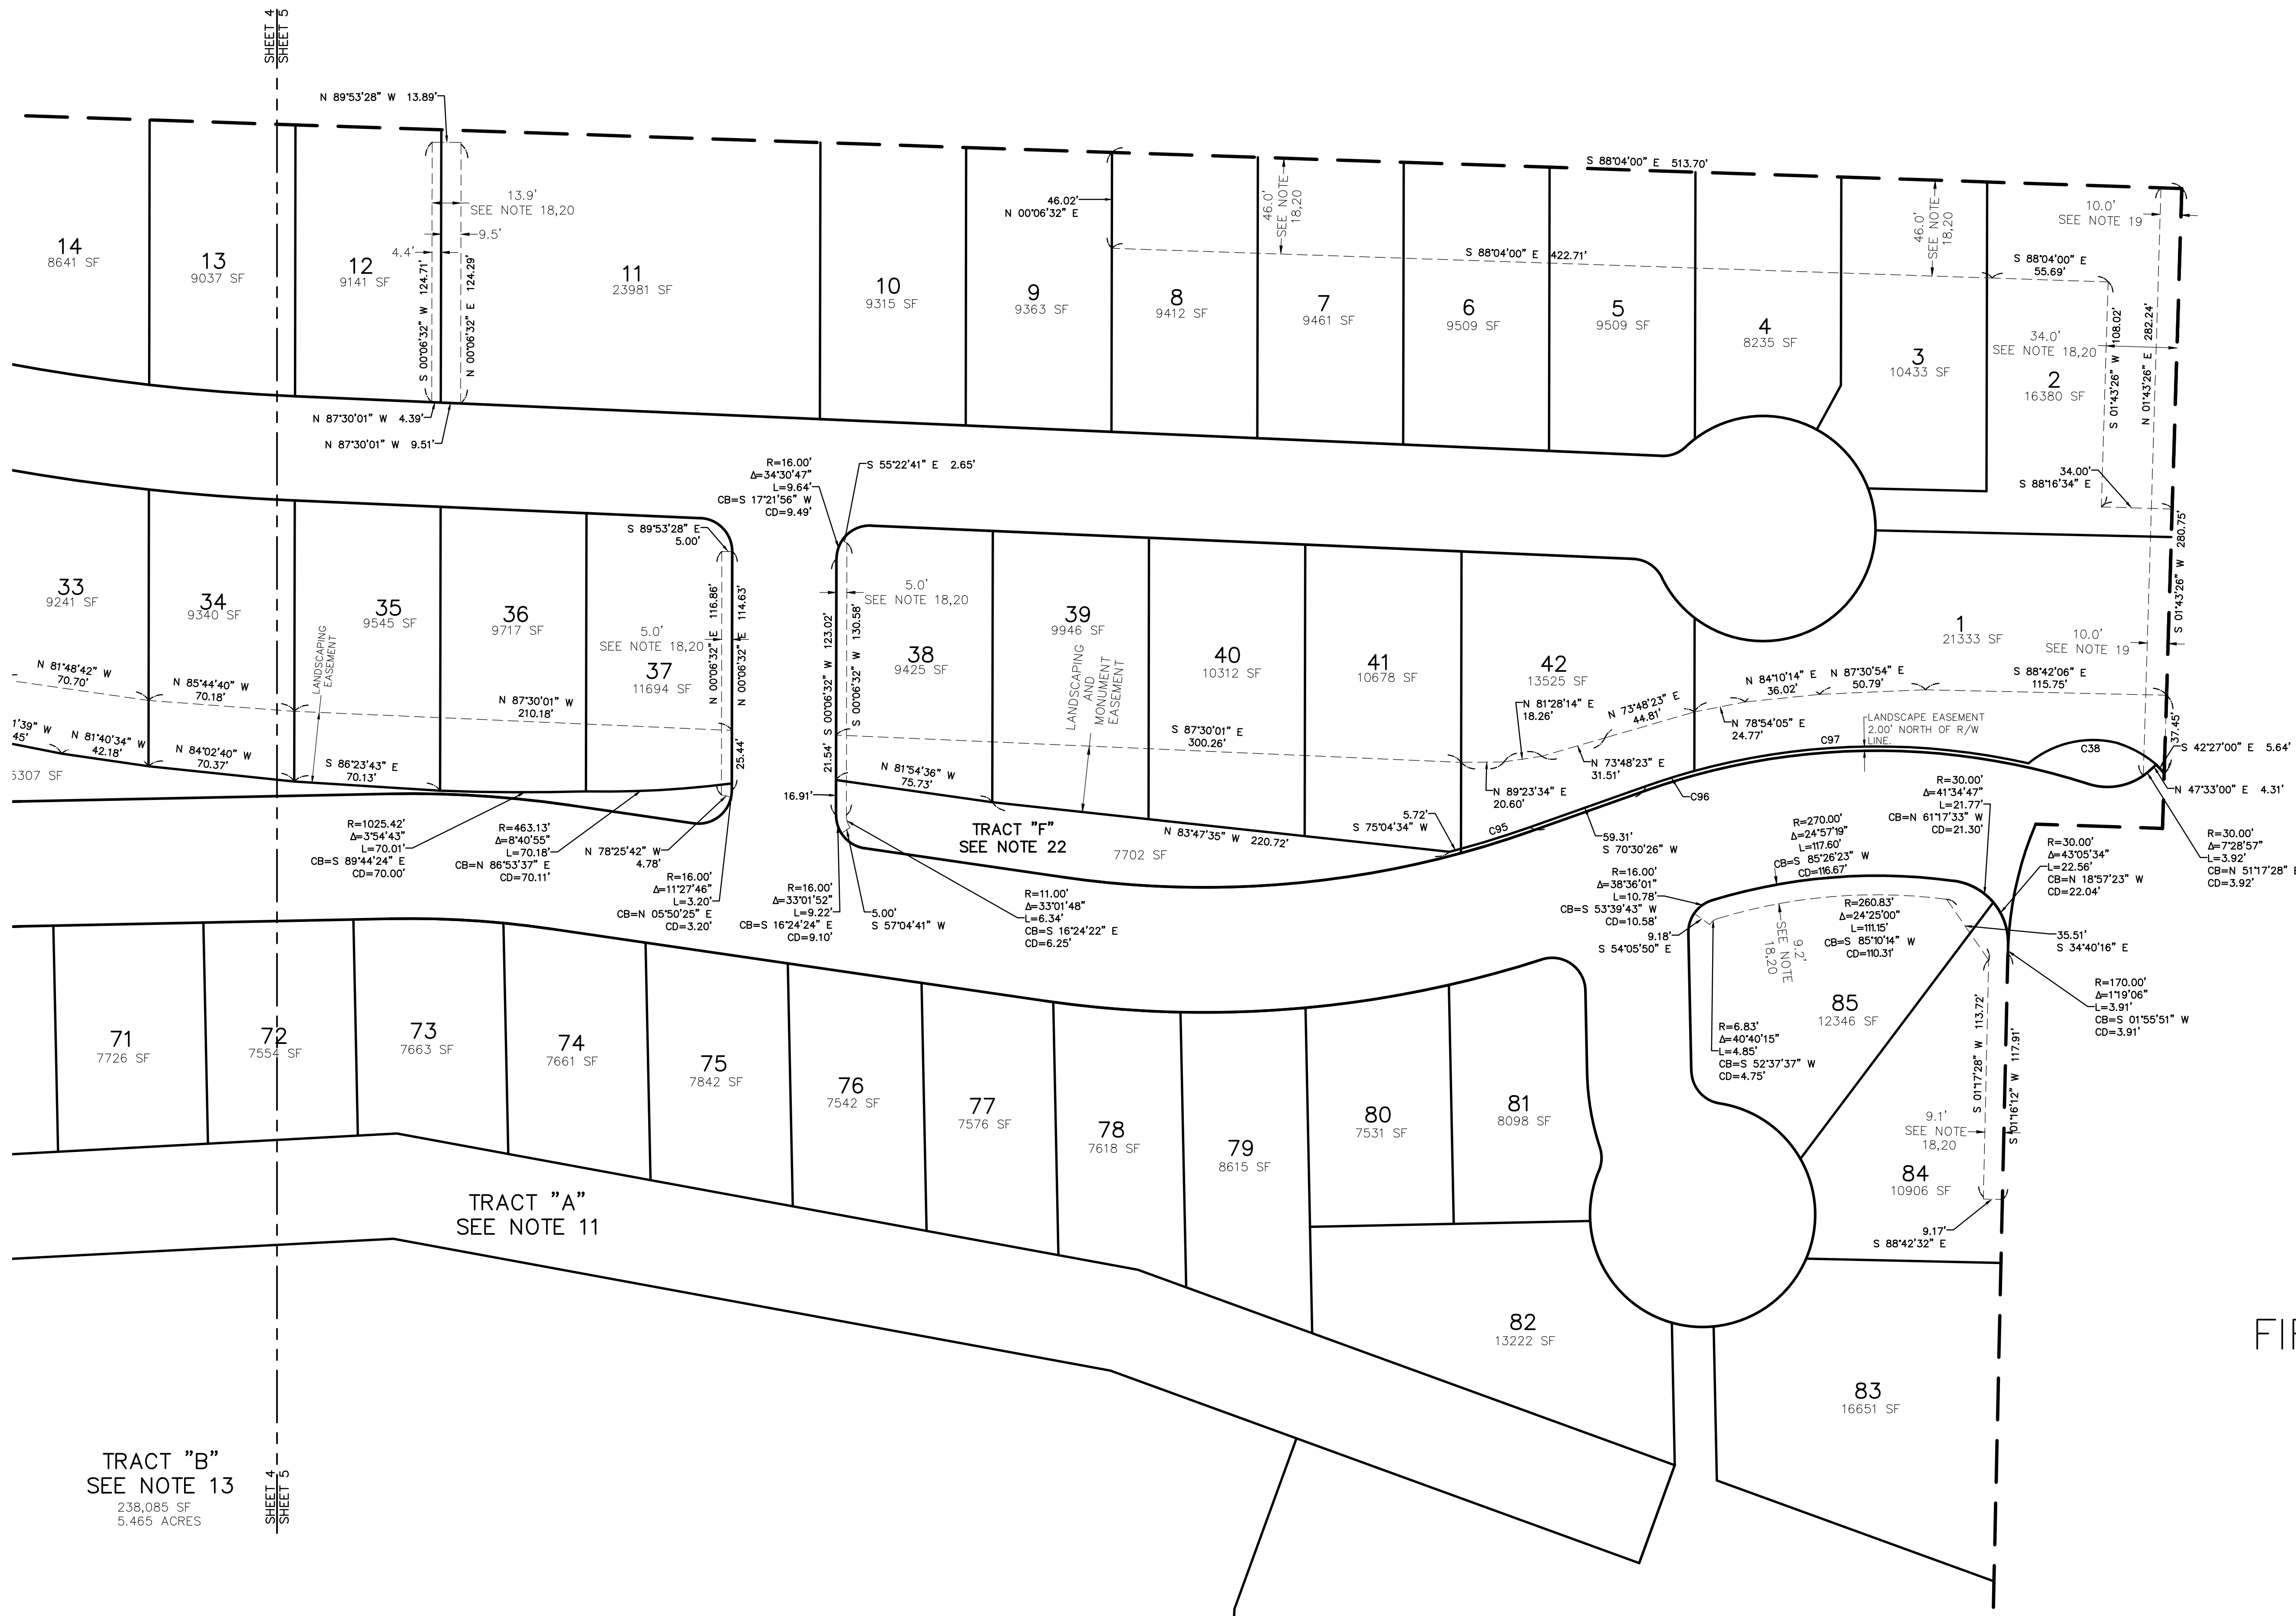 SHEET 4
SHEET 5
N 89°53'28" W 13.89'
13.9'
SEE NOTE 18,20
9.5'
4.4'
S 00°06'32" W 124.71'
N 00°06'32" E 124.29'
N 87°30'01" W 4.39'
N 87°30'01" W 9.51'
14
8641 SF
13
9037 SF
12
9141 SF
11
23981 SF
10
9315 SF
9
9363 SF
46.02'
N 00°06'32" E
8
9412 SF
46.0'
SEE NOTE
18,20
7
9461 SF
6
9509 SF
5
9509 SF
4
8235 SF
3
10433 SF
2
16380 SF
S 88°04'00" E 513.70'
S 88°04'00" E 422.71'
46.0'
SEE NOTE
18,20
S 88°04'00" E
55.69'
10.0'
SEE NOTE 19
34.0'
SEE NOTE 18,20
S 01°43'26" W 108.02'
N 01°43'26" E 282.24'
34.00'
S 88°16'34" E
S 01°43'26" W 280.75'
33
9241 SF
34
9340 SF
35
9545 SF
36
9717 SF
37
11694 SF
5.0'
SEE NOTE 18,20
S 89°53'28" E
5.00'
N 00°06'32" E 116.86'
N 00°06'32" E 114.63'
25.44'
N 81°48'42" W
70.70'
N 85°44'40" W
70.18'
LANDSCAPING
EASEMENT
N 87°30'01" W
210.18'
1'39" W
45'
N 81°40'34" W
42.18'
N 84°02'40" W
70.37'
S 86°23'43" E
70.13'
6307 SF
R=1025.42'
Δ=3°54'43"
L=70.01'
CB=S 89°44'24" E
CD=70.00'
R=463.13'
Δ=8°40'55"
L=70.18'
CB=N 86°53'37" E
CD=70.11'
N 78°25'42" W
4.78'
R=16.00'
Δ=11°27'46"
L=3.20'
CB=N 05°50'25" E
CD=3.20'
R=16.00'
Δ=34°30'47"
L=9.64'
CB=S 17°21'56" W
CD=9.49'
S 55°22'41" E 2.65'
5.0'
SEE NOTE 18,20
38
9425 SF
39
9946 SF
40
10312 SF
41
10678 SF
42
13525 SF
1
21333 SF
S 00°06'32" W 123.02'
S 00°06'32" W 130.58'
21.54'
16.91'
LANDSCAPING
AND
MONUMENT
EASEMENT
S 87°30'01" E
300.26'
N 81°54'36" W
75.73'
N 83°47'35" W 220.72'
TRACT "F"
SEE NOTE 22
7702 SF
R=16.00'
Δ=33°01'52"
L=9.22'
CB=S 16°24'24" E
CD=9.10'
5.00'
S 57°04'41" W
R=11.00'
Δ=33°01'48"
L=6.34'
CB=S 16°24'22" E
CD=6.25'
5.72'
S 75°04'34" W
C95
N 81°28'14" E
18.26'
N 89°23'34" E
20.60'
N 73°48'23" E
31.51'
N 73°48'23" E
44.81'
N 78°54'05" E
24.77'
N 84°10'14" E
36.02'
N 87°30'54" E
50.79'
S 88°42'06" E
115.75'
10.0'
SEE NOTE 19
LANDSCAPE EASEMENT
2.00' NORTH OF R/W
LINE.
C97
C38
C96
59.31'
S 70°30'26" W
37.45'
S 42°27'00" E 5.64'
N 47°33'00" E 4.31'
R=30.00'
Δ=7°28'57"
L=3.92'
CB=N 51°17'28" E
CD=3.92'
R=30.00'
Δ=41°34'47"
L=21.77'
CB=N 61°17'33" W
CD=21.30'
R=30.00'
Δ=43°05'34"
L=22.56'
CB=N 18°57'23" W
CD=22.04'
R=270.00'
Δ=24°57'19"
L=117.60'
CB=S 85°26'23" W
CD=116.67'
R=16.00'
Δ=38°36'01"
L=10.78'
CB=S 53°39'43" W
CD=10.58'
9.18'
S 54°05'50" E
9.2'
SEE NOTE
18,20
R=260.83'
Δ=24°25'00"
L=111.15'
CB=S 85°10'14" W
CD=110.31'
35.51'
S 34°40'16" E
R=170.00'
Δ=1°19'06"
L=3.91'
CB=S 01°55'51" W
CD=3.91'
R=6.83'
Δ=40°40'15"
L=4.85'
CB=S 52°37'37" W
CD=4.75'
85
12346 SF
S 01°17'28" W 113.72'
S 01°16'12" W 117.91'
9.1'
SEE NOTE
18,20
84
10906 SF
9.17'
S 88°42'32" E
71
7726 SF
72
7554 SF
73
7663 SF
74
7661 SF
75
7842 SF
76
7542 SF
77
7576 SF
78
7618 SF
79
8615 SF
80
7531 SF
81
8098 SF
82
13222 SF
83
16651 SF
TRACT "A"
SEE NOTE 11
TRACT "B"
SEE NOTE 13
238,085 SF
5.465 ACRES
SHEET 4
SHEET 5